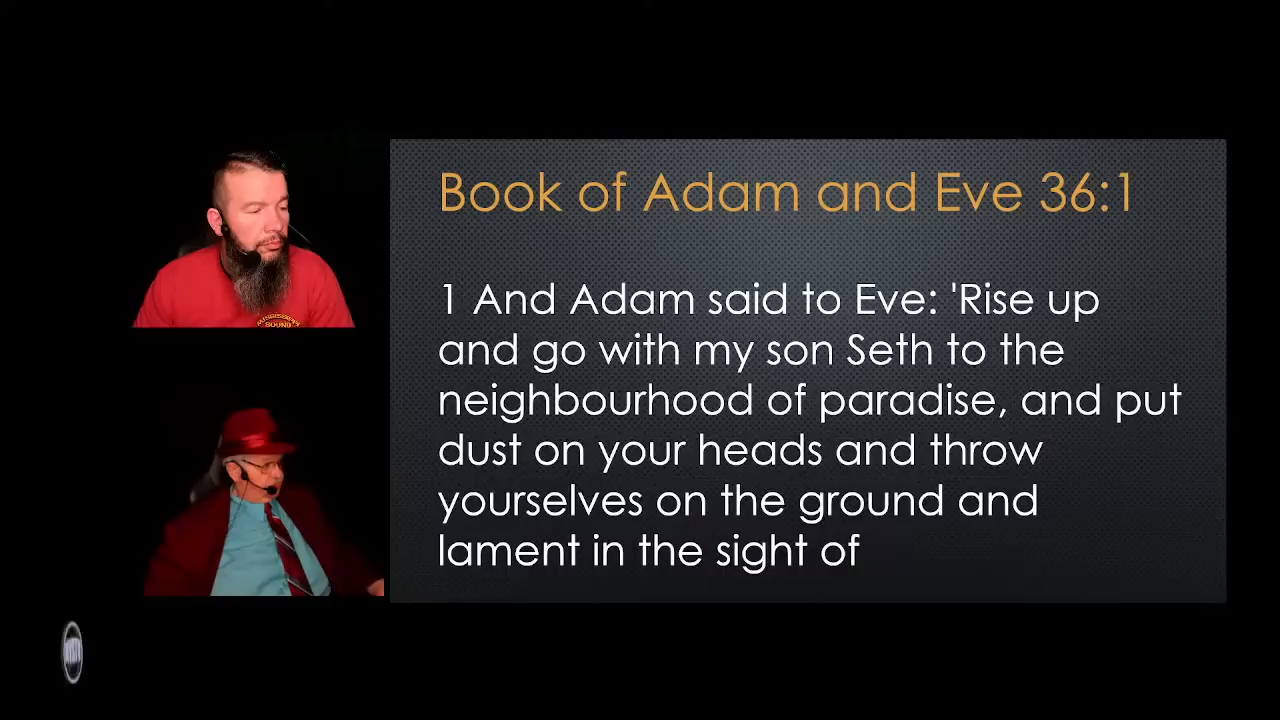 Book of Adam and Eve 36:1
1 And Adam said to Eve: 'Rise up
and go with my son Seth to the
neighbourhood of paradise, and put
dust on your heads and throw
yourselves on the ground and
lament in the sight of
SOUND